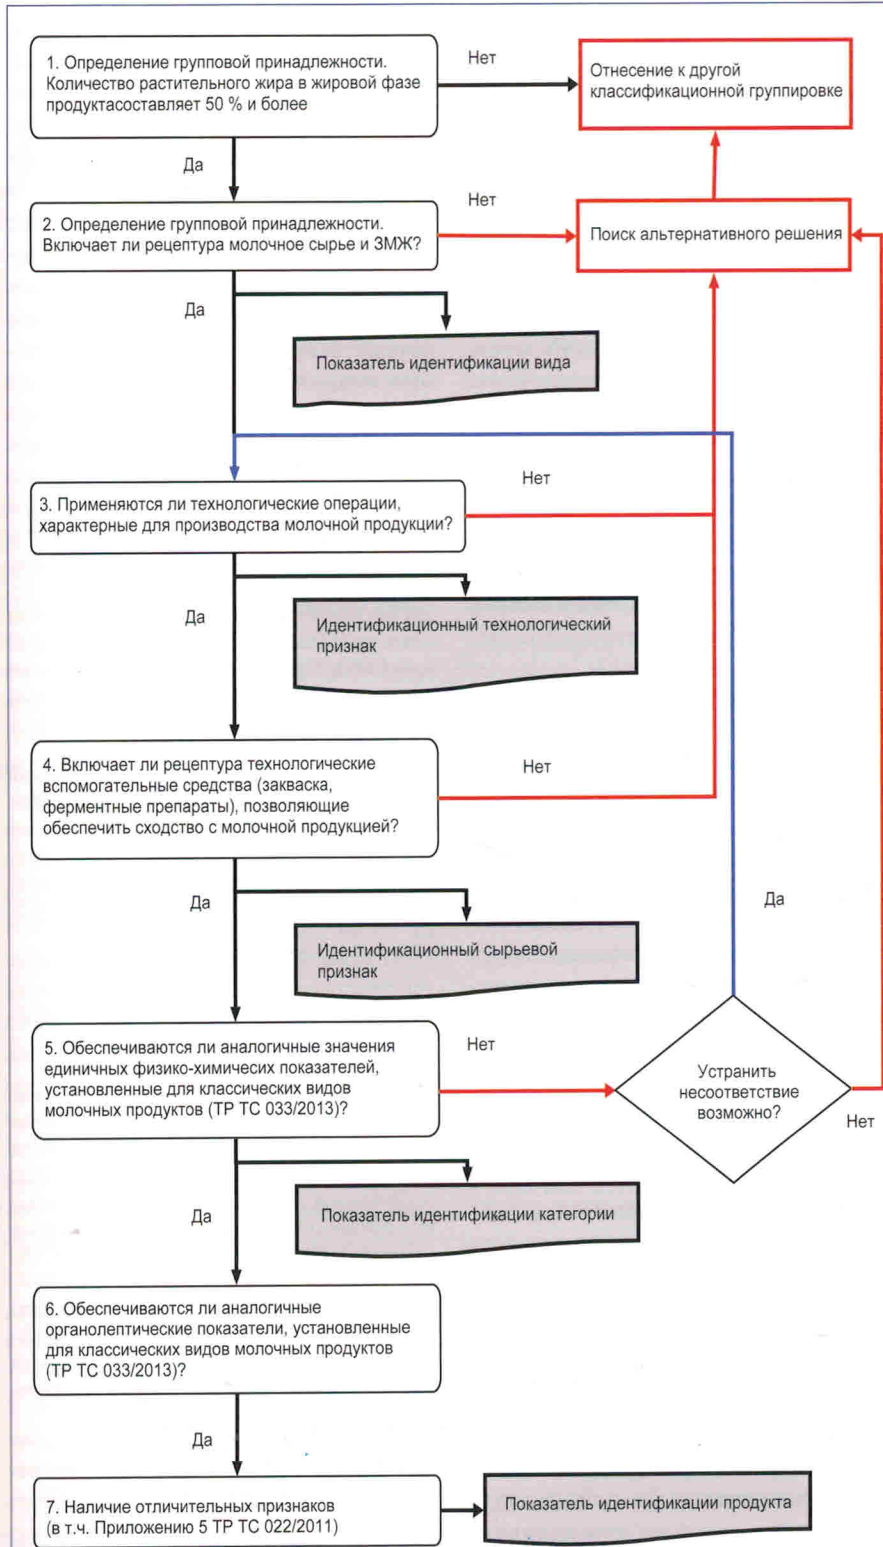 1. Определение групповой принадлежности.
Количество растительного жира в жировой фазе
продуктасоставляет 50 % и более
Нет
Отнесение к другой
классификационной группировке
Да
2. Определение групповой принадлежности.
Включает ли рецептура молочное сырье и ЗМЖ?
Нет
Поиск альтернативного решения
Да
Показатель идентификации вида
3. Применяются ли технологические операции,
характерные для производства молочной продукции?
Нет
Да
Идентификационный технологический
признак
4. Включает ли рецептура технологические
вспомогательные средства (закваска,
ферментные препараты), позволяющие
обеспечить сходство с молочной продукцией?
Нет
Да
Да
Идентификационный сырьевой
признак
5. Обеспечиваются ли аналогичные значения
единичных физико-химичесих показателей,
установленные для классических видов
молочных продуктов (ТР ТС 033/2013)?
Нет
Устранить
несоответствие
возможно?
Нет
Да
Показатель идентификации категории
6. Обеспечиваются ли аналогичные
органолептические показатели, установленные
для классических видов молочных продуктов
(ТР ТС 033/2013)?
Да
7. Наличие отличительных признаков
(в т.ч. Приложению 5 ТР ТС 022/2011)
Показатель идентификации продукта